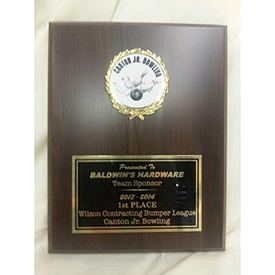 CANTON JR. BOWLING
Presented To
BALDWIN'S HARDWARE
Team Sponsor
2013 - 2014
1st PLACE
Wilson Contracting Bumper League
Canton Jr. Bowling